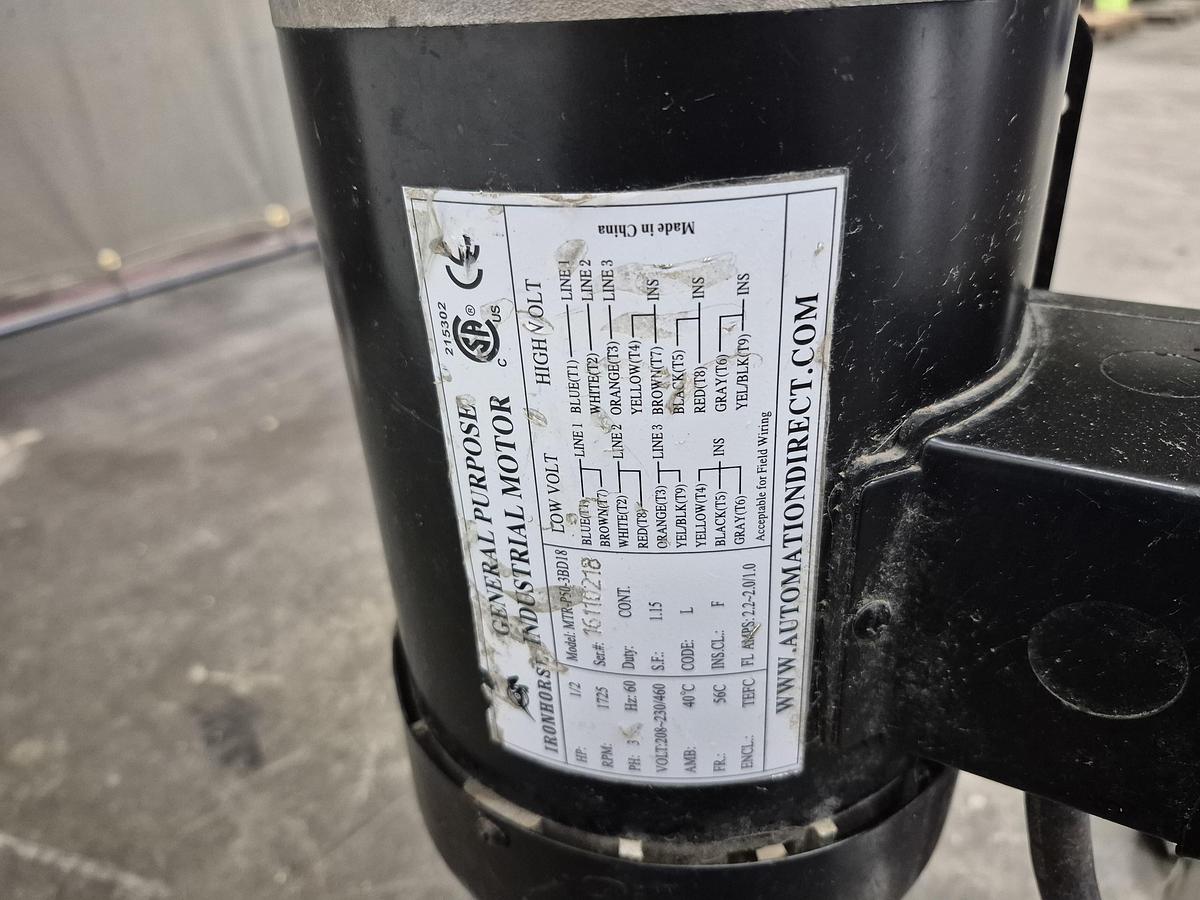 GENERAL PURPOSE
IRONHORSE INDUSTRIAL MOTOR
215302
C US ®
CE
HP: 1/2
RPM: 1725
PH: 3 Hz: 60
VOLT:208~230/460
AMB: 40°C
FR.: 56C
ENCL.: TEFC
Model: MTR-P50-3BD18
Ser.#:
Duty: CONT.
S.F.: 1.15
CODE: L
INS.CL.: F
FL AMPS: 2.2~2.0/1.0
LOW VOLT
BLUE(T1) LINE 1
BROWN(T7)
WHITE(T2) LINE 2
RED(T8)
ORANGE(T3) LINE 3
YEL/BLK(T9)
YELLOW(T4)
BLACK(T5) INS
GRAY(T6)
Acceptable for Field Wiring
HIGH VOLT
BLUE(T1) LINE 1
WHITE(T2) LINE 2
ORANGE(T3) LINE 3
YELLOW(T4) INS
BROWN(T7)
BLACK(T5) INS
RED(T8)
GRAY(T6) INS
YEL/BLK(T9)
Made in China
WWW.AUTOMATIONDIRECT.COM